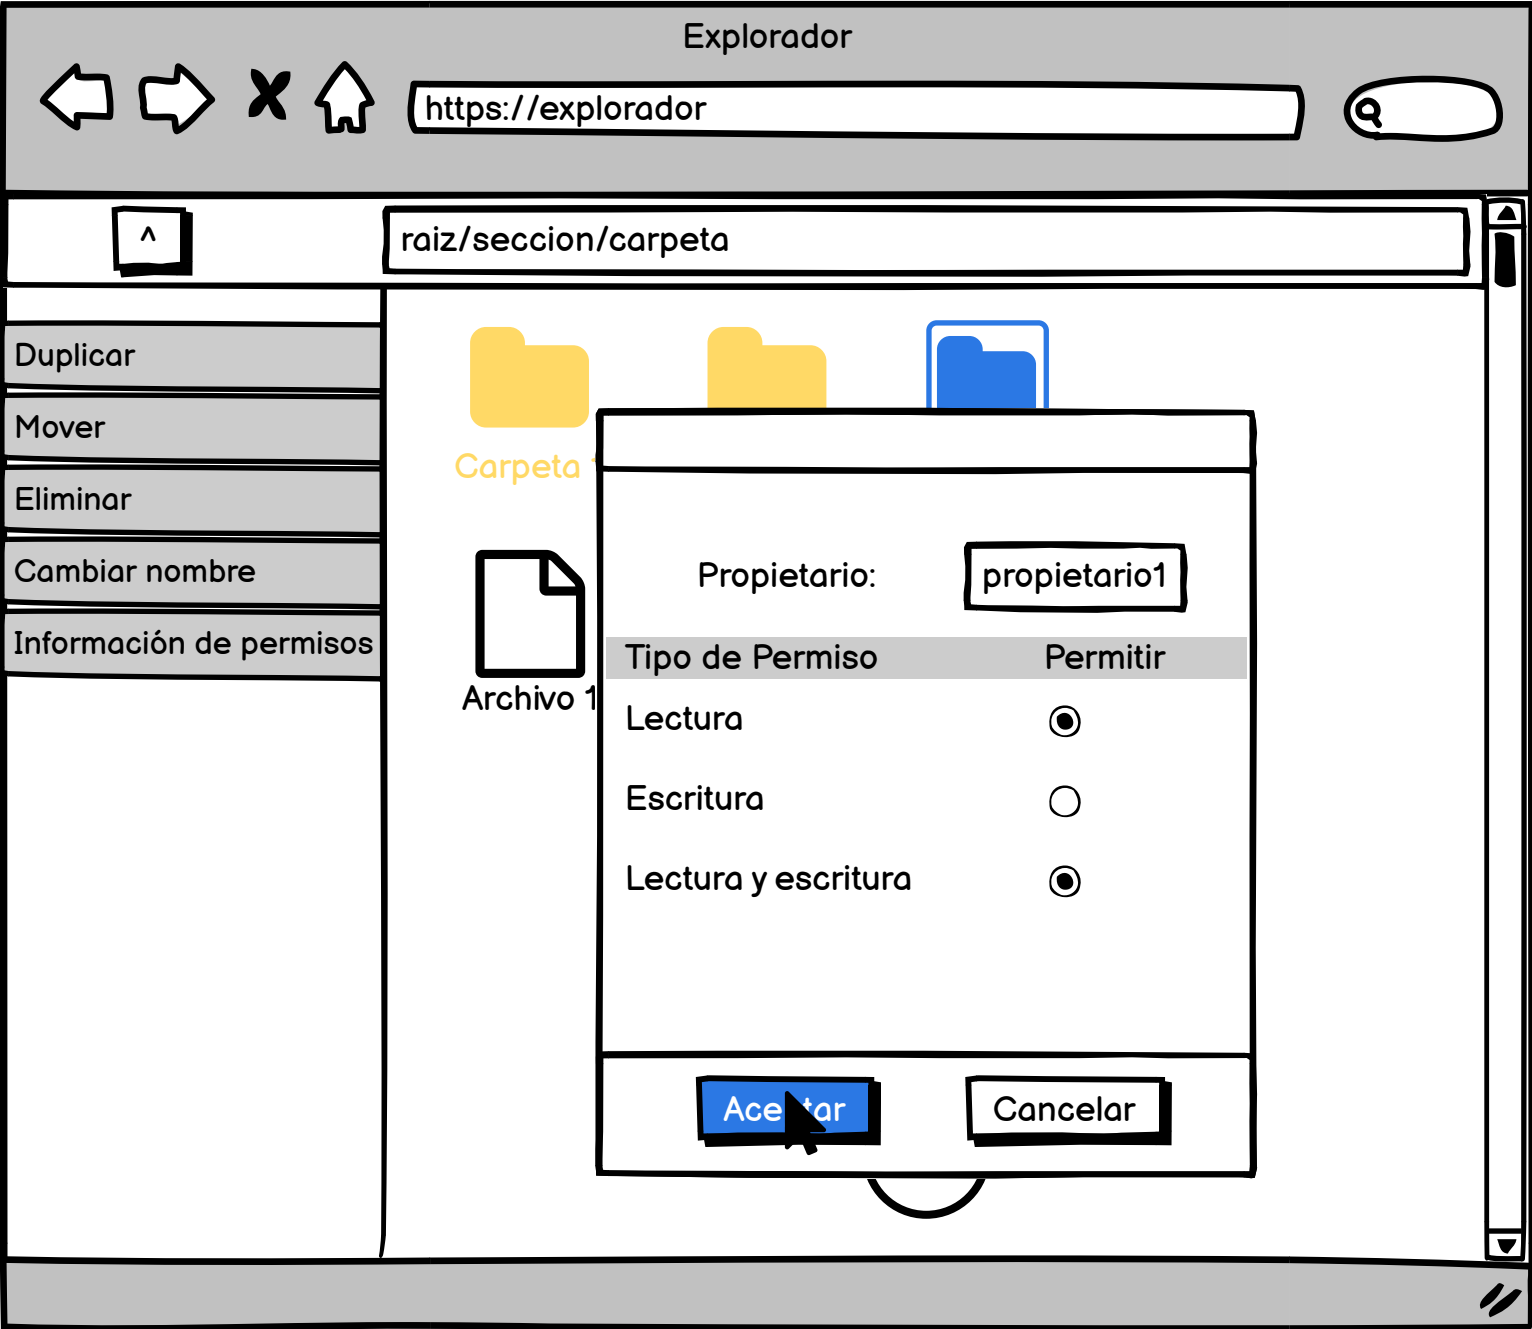 Explorador
https://explorador
^
raiz/seccion/carpeta
Duplicar
Mover
Eliminar
Cambiar nombre
Información de permisos
Carpeta
Archivo 1
Propietario: propietario1
Tipo de Permiso Permitir
Lectura
Escritura
Lectura y escritura
Aceptar
Cancelar